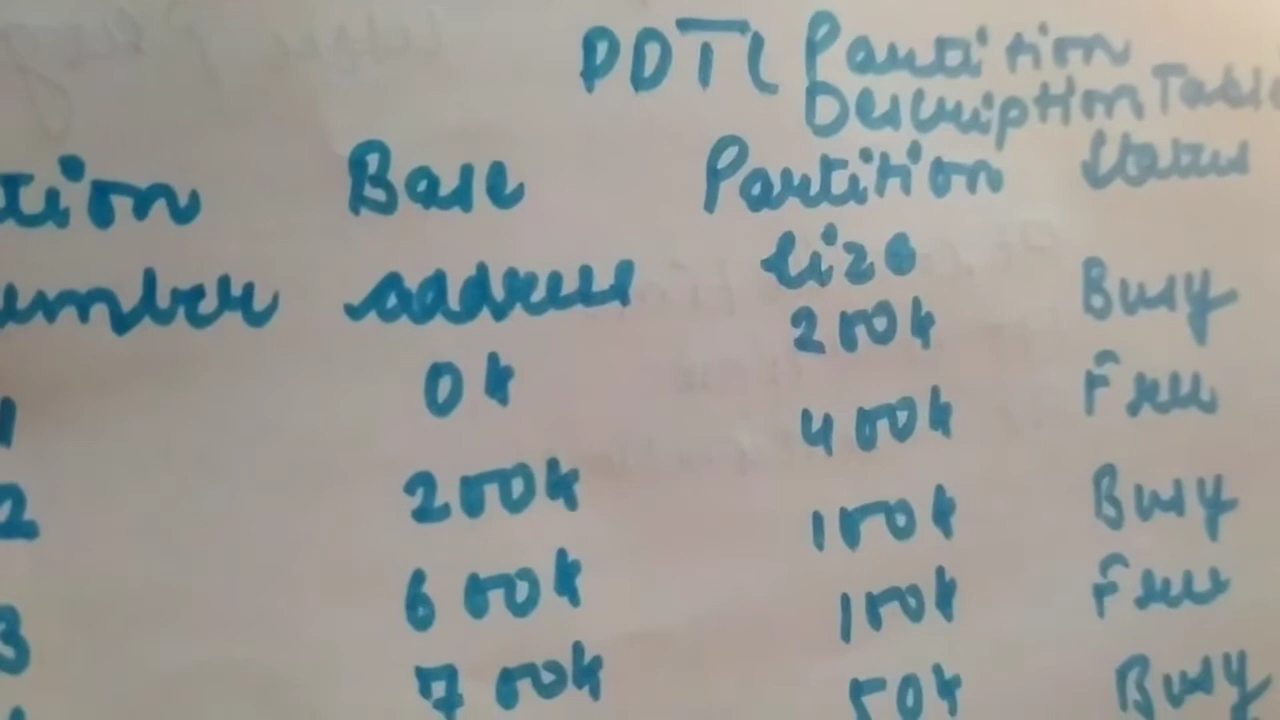 PDT ( Partition
Description Table
tion Base Partition Status
umber address size
0k 200k Busy
1 200k 400k Free
2 600k 100k Busy
3 700k 100k Free
50k Busy